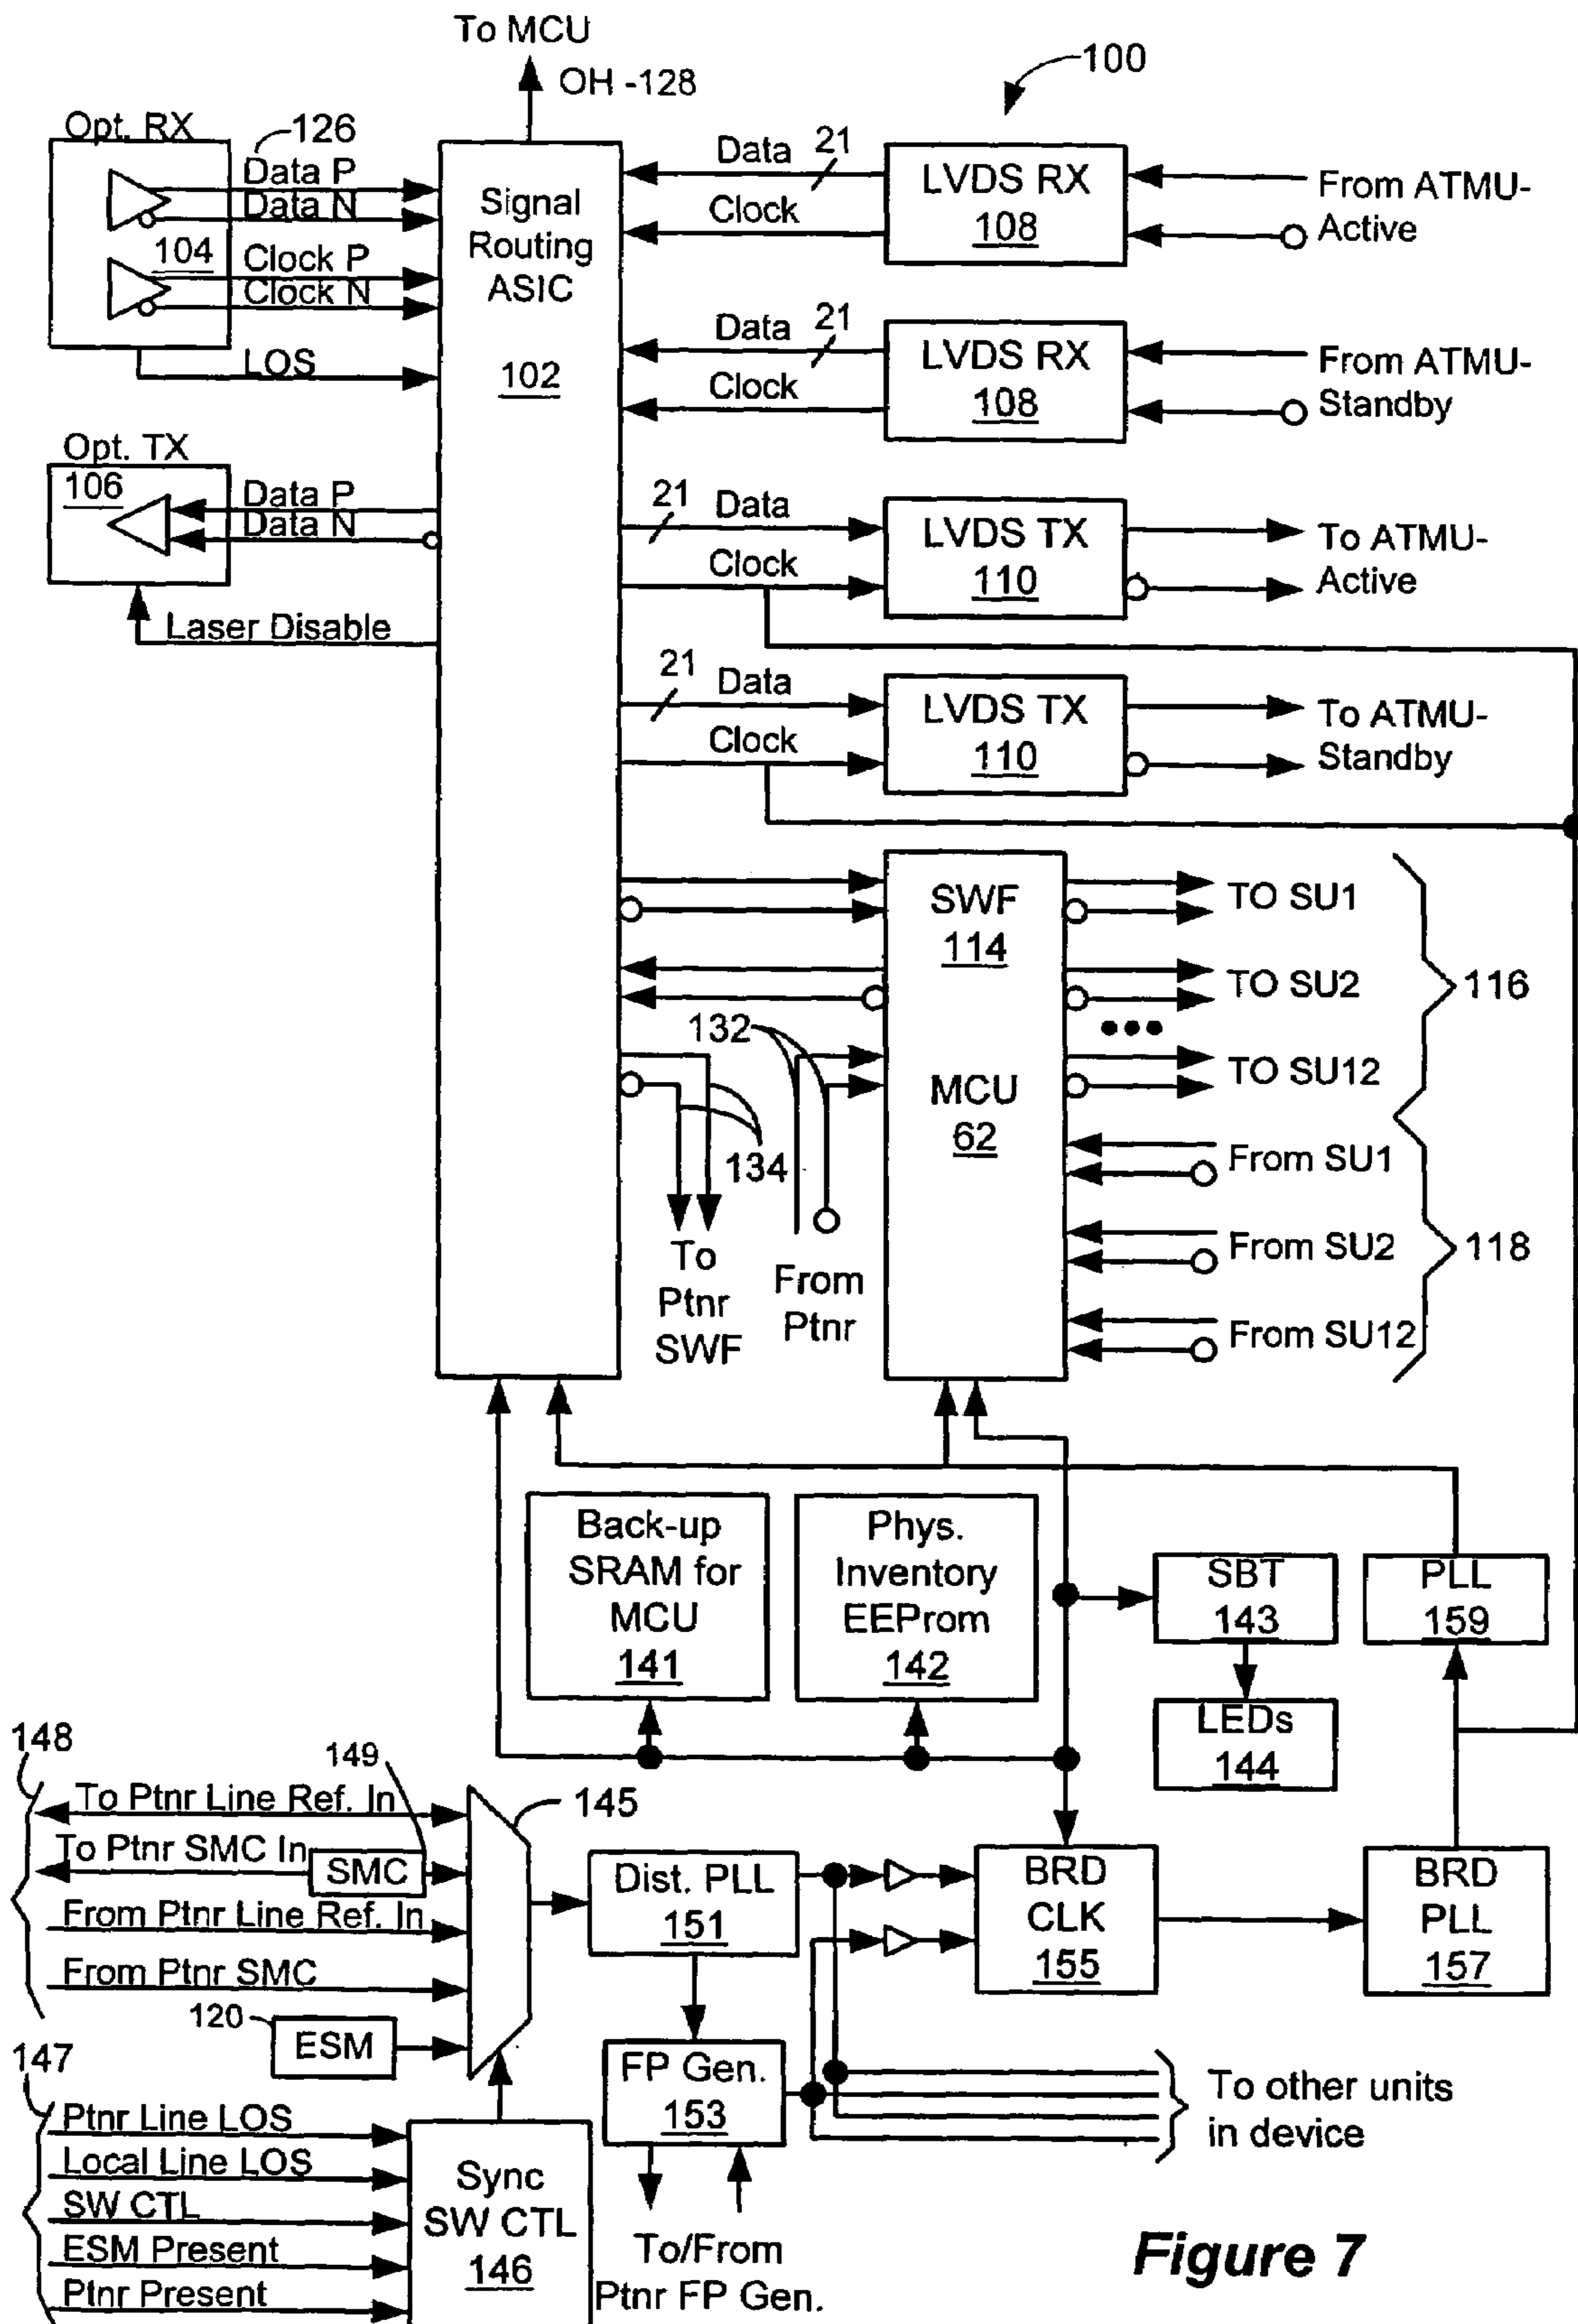 To MCU
OH -128
100
Opt. RX
126
Data P
Data N
104
Clock P
Clock N
LOS
Opt. TX
106
Data P
Data N
Laser Disable
Signal
Routing
ASIC
102
Data
21
Clock
LVDS RX
108
From ATMU-
Active
Data
21
Clock
LVDS RX
108
From ATMU-
Standby
21
Data
Clock
LVDS TX
110
To ATMU-
Active
21
Data
Clock
LVDS TX
110
To ATMU-
Standby
SWF
114
MCU
62
TO SU1
TO SU2
TO SU12
116
From SU1
From SU2
From SU12
118
132
134
To
Ptnr
SWF
From
Ptnr
Back-up
SRAM for
MCU
141
Phys.
Inventory
EEProm
142
SBT
143
LEDs
144
PLL
159
148
149
To Ptnr Line Ref. In
To Ptnr SMC In
SMC
From Ptnr Line Ref. In
From Ptnr SMC
120
ESM
145
Dist. PLL
151
FP Gen.
153
BRD
CLK
155
BRD
PLL
157
To other units
in device
147
Ptnr Line LOS
Local Line LOS
SW CTL
ESM Present
Ptnr Present
Sync
SW CTL
146
To/From
Ptnr FP Gen.
Figure 7